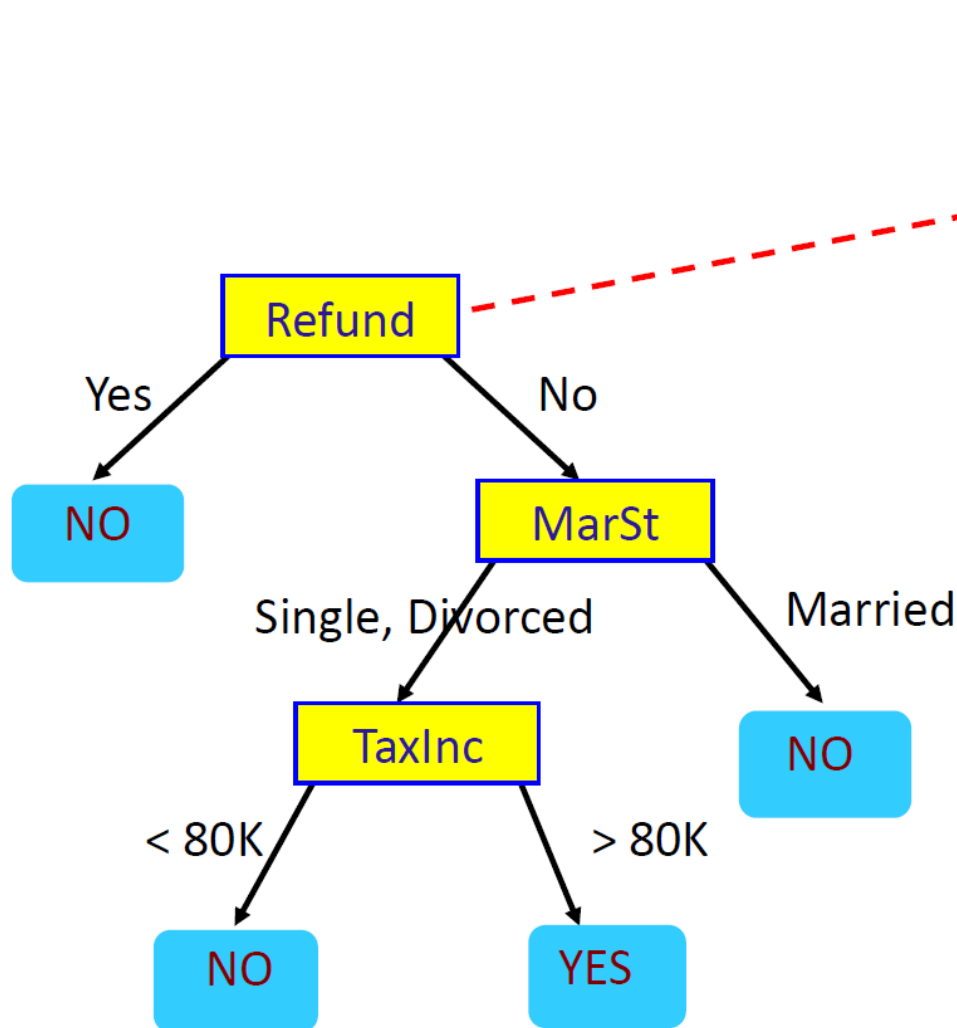 Refund
Yes
No
NO
MarSt
Single, Divorced
Married
TaxInc
NO
< 80K
> 80K
NO
YES